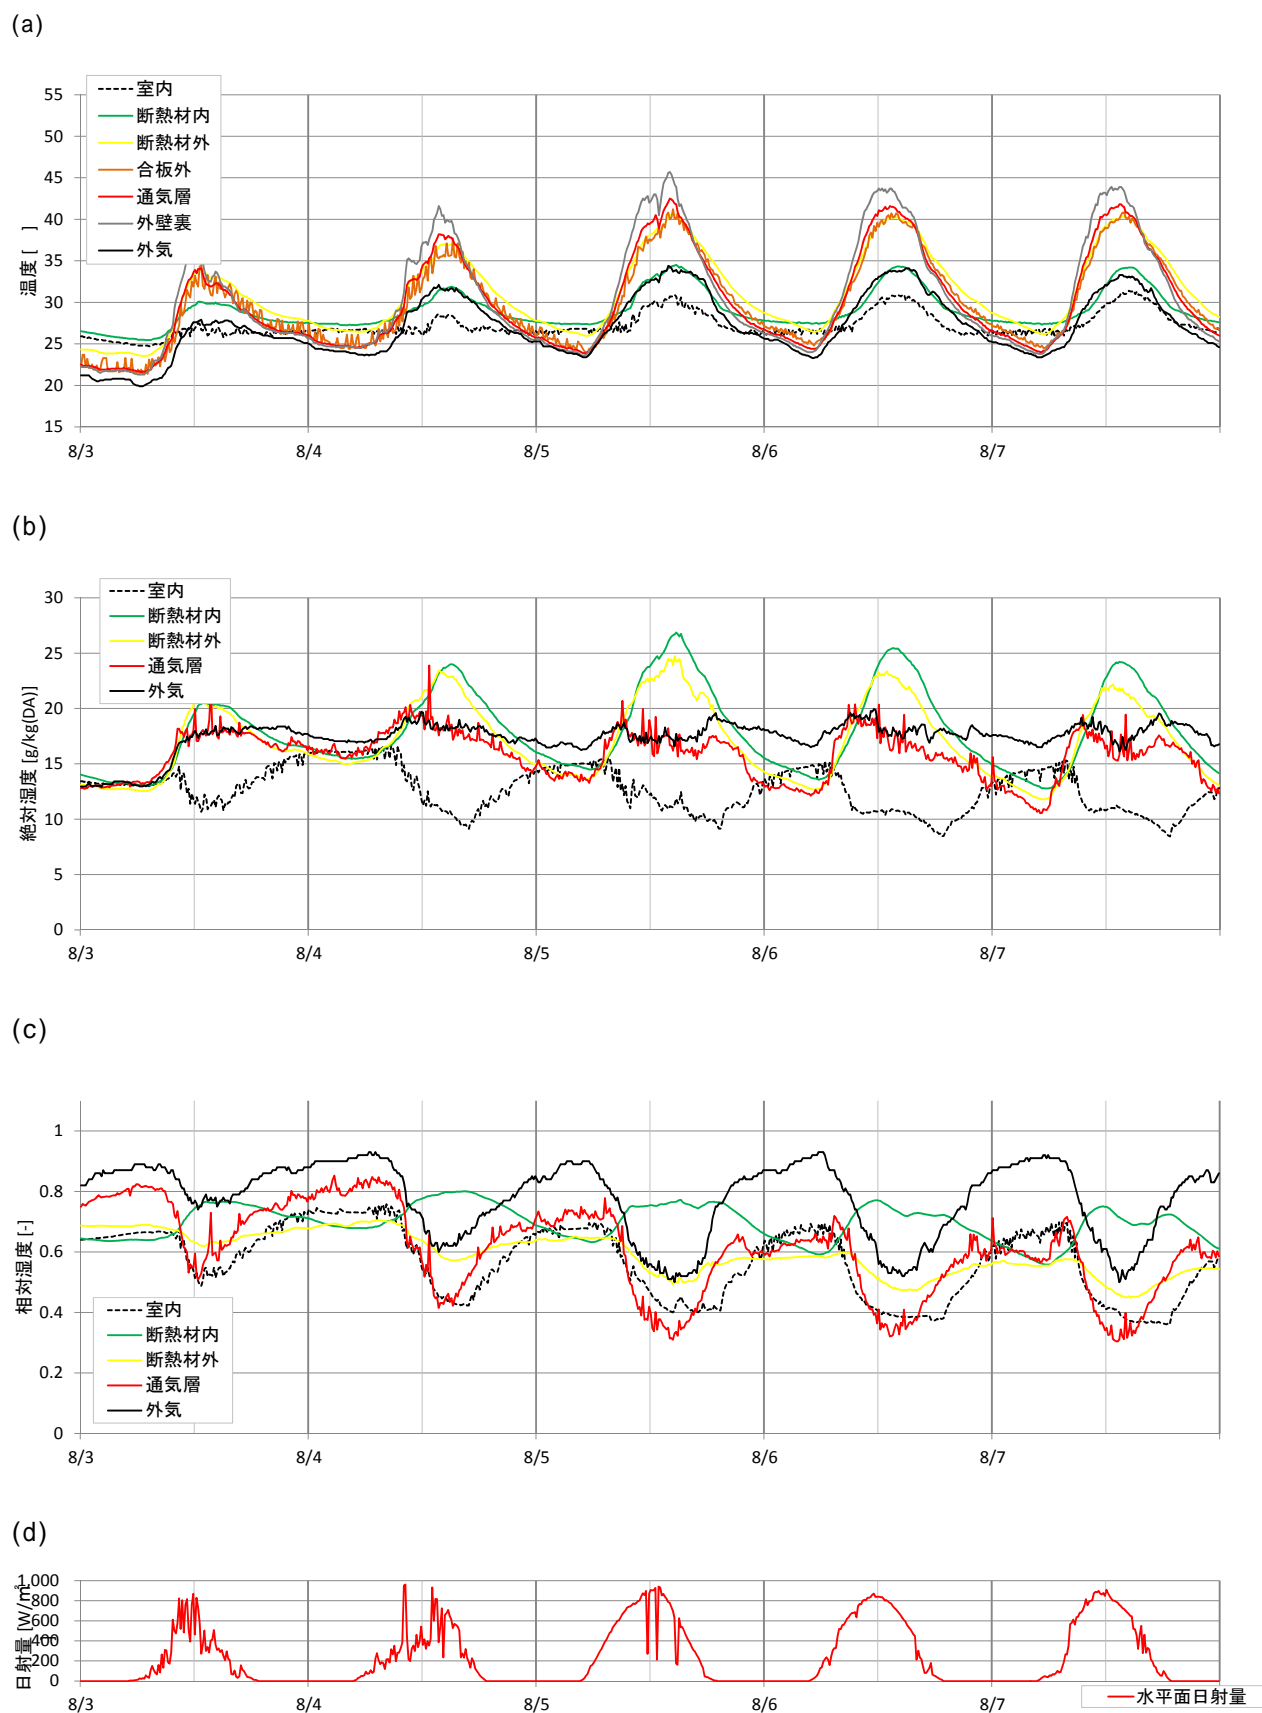 (a)
室内
断熱材内
断熱材外
合板外
通気層
外壁裏
外気
温度 [ ]
55
50
45
40
35
30
25
20
15
8/3
8/4
8/5
8/6
8/7
(b)
室内
断熱材内
断熱材外
通気層
外気
絶対湿度 [g/kg(DA)]
30
25
20
15
10
5
0
8/3
8/4
8/5
8/6
8/7
(c)
相対湿度 [-]
1
0.8
0.6
0.4
0.2
0
室内
断熱材内
断熱材外
通気層
外気
8/3
8/4
8/5
8/6
8/7
(d)
日射量 [W/㎡]
1,000
800
600
400
200
0
8/3
8/4
8/5
8/6
8/7
水平面日射量